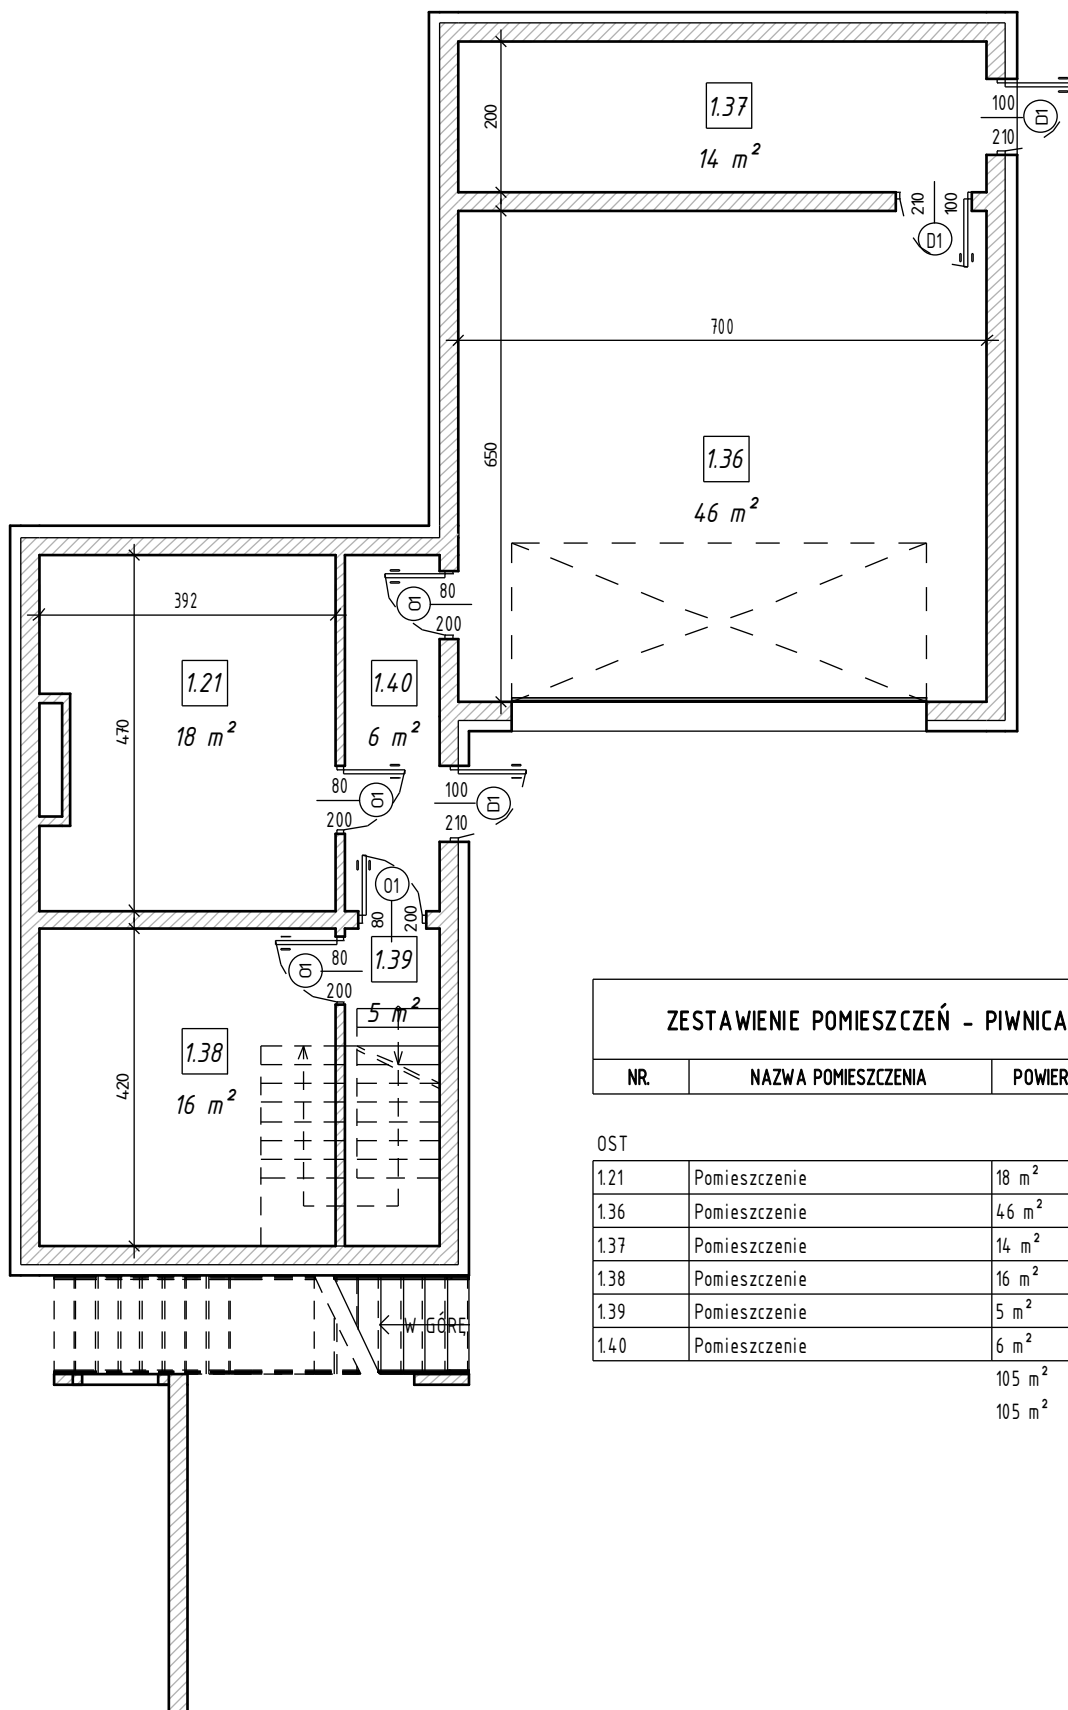 1.37
14 m²
200
100
210
D1
210
100
D1
700
650
1.36
46 m²
392
470
1.21
18 m²
80
200
O1
1.40
6 m²
80
200
O1
100
210
D1
O1
80
200
1.39
5 m²
80
200
O1
1.38
16 m²
420
W GÓRĘ
ZESTAWIENIE POMIESZCZEŃ - PIWNICA
NR. NAZWA POMIESZCZENIA POWIER
OST
1.21 Pomieszczenie 18 m²
1.36 Pomieszczenie 46 m²
1.37 Pomieszczenie 14 m²
1.38 Pomieszczenie 16 m²
1.39 Pomieszczenie 5 m²
1.40 Pomieszczenie 6 m²
105 m²
105 m²